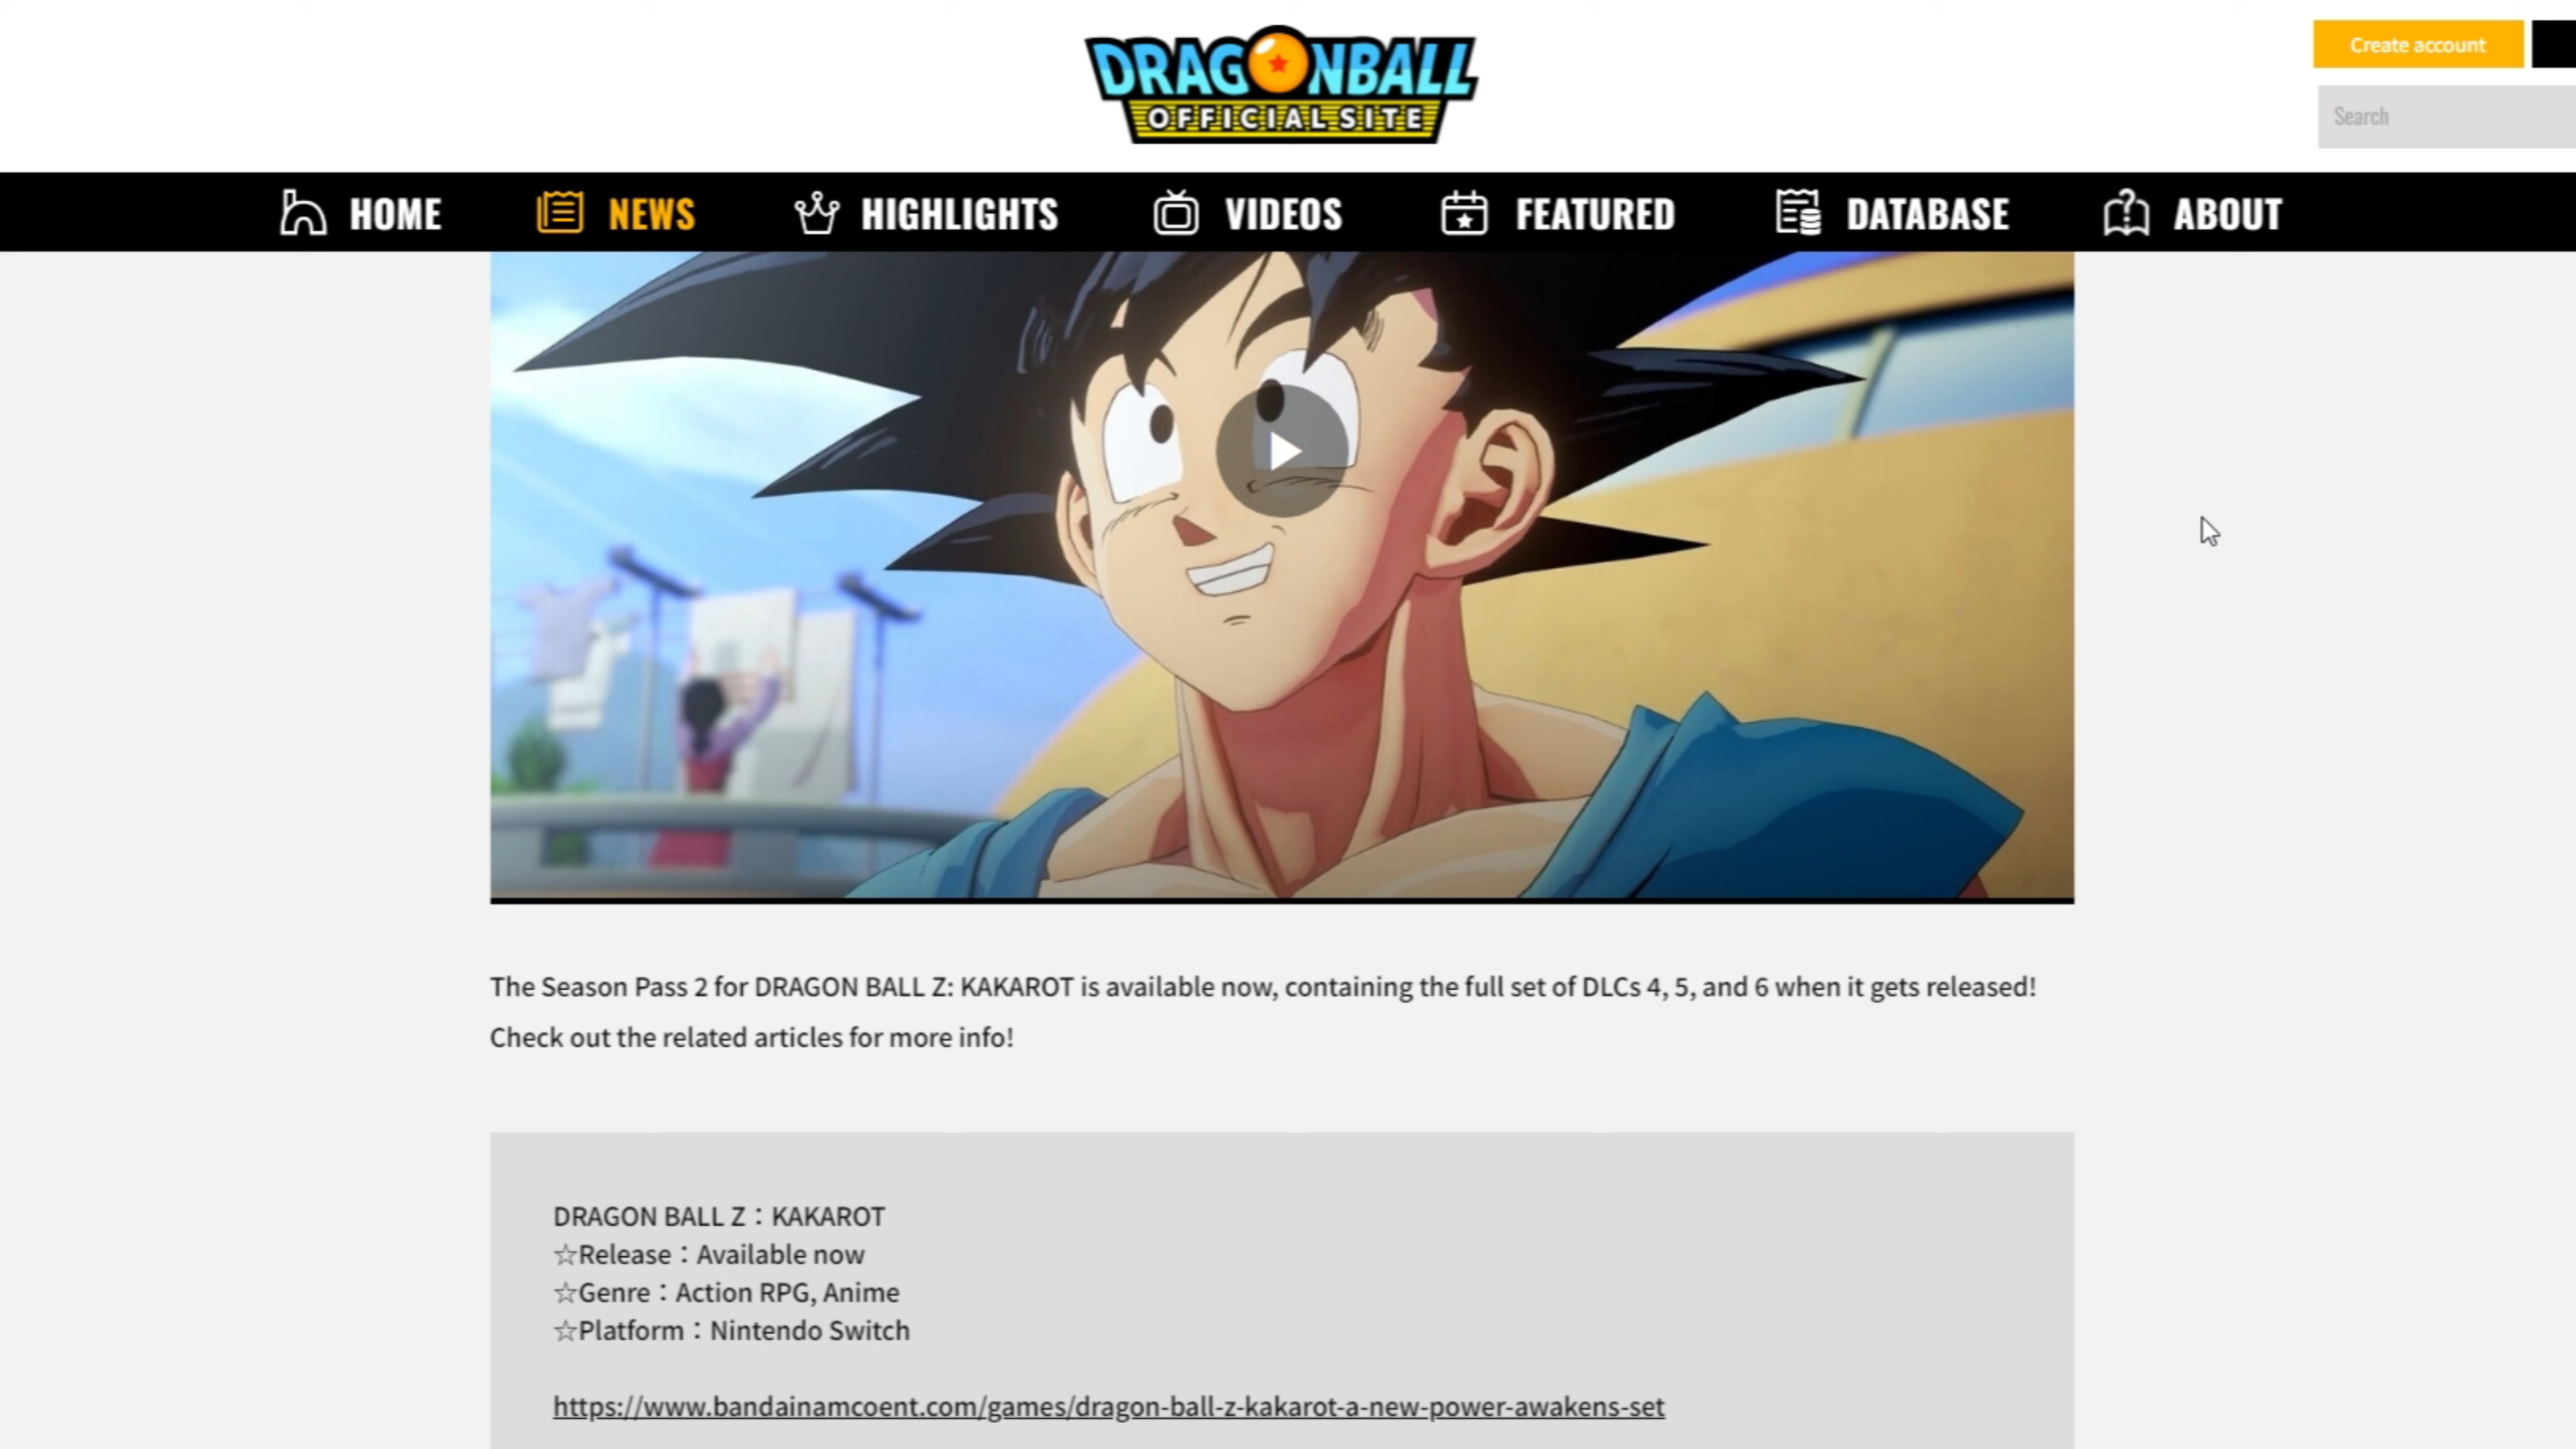 DRAGONBALL
OFFICIAL SITE
Create account
Search
HOME
NEWS
HIGHLIGHTS
VIDEOS
FEATURED
DATABASE
ABOUT
The Season Pass 2 for DRAGON BALL Z: KAKAROT is available now, containing the full set of DLCs 4, 5, and 6 when it gets released!
Check out the related articles for more info!
DRAGON BALL Z：KAKAROT
☆Release：Available now
☆Genre：Action RPG, Anime
☆Platform：Nintendo Switch
https://www.bandainamcoent.com/games/dragon-ball-z-kakarot-a-new-power-awakens-set